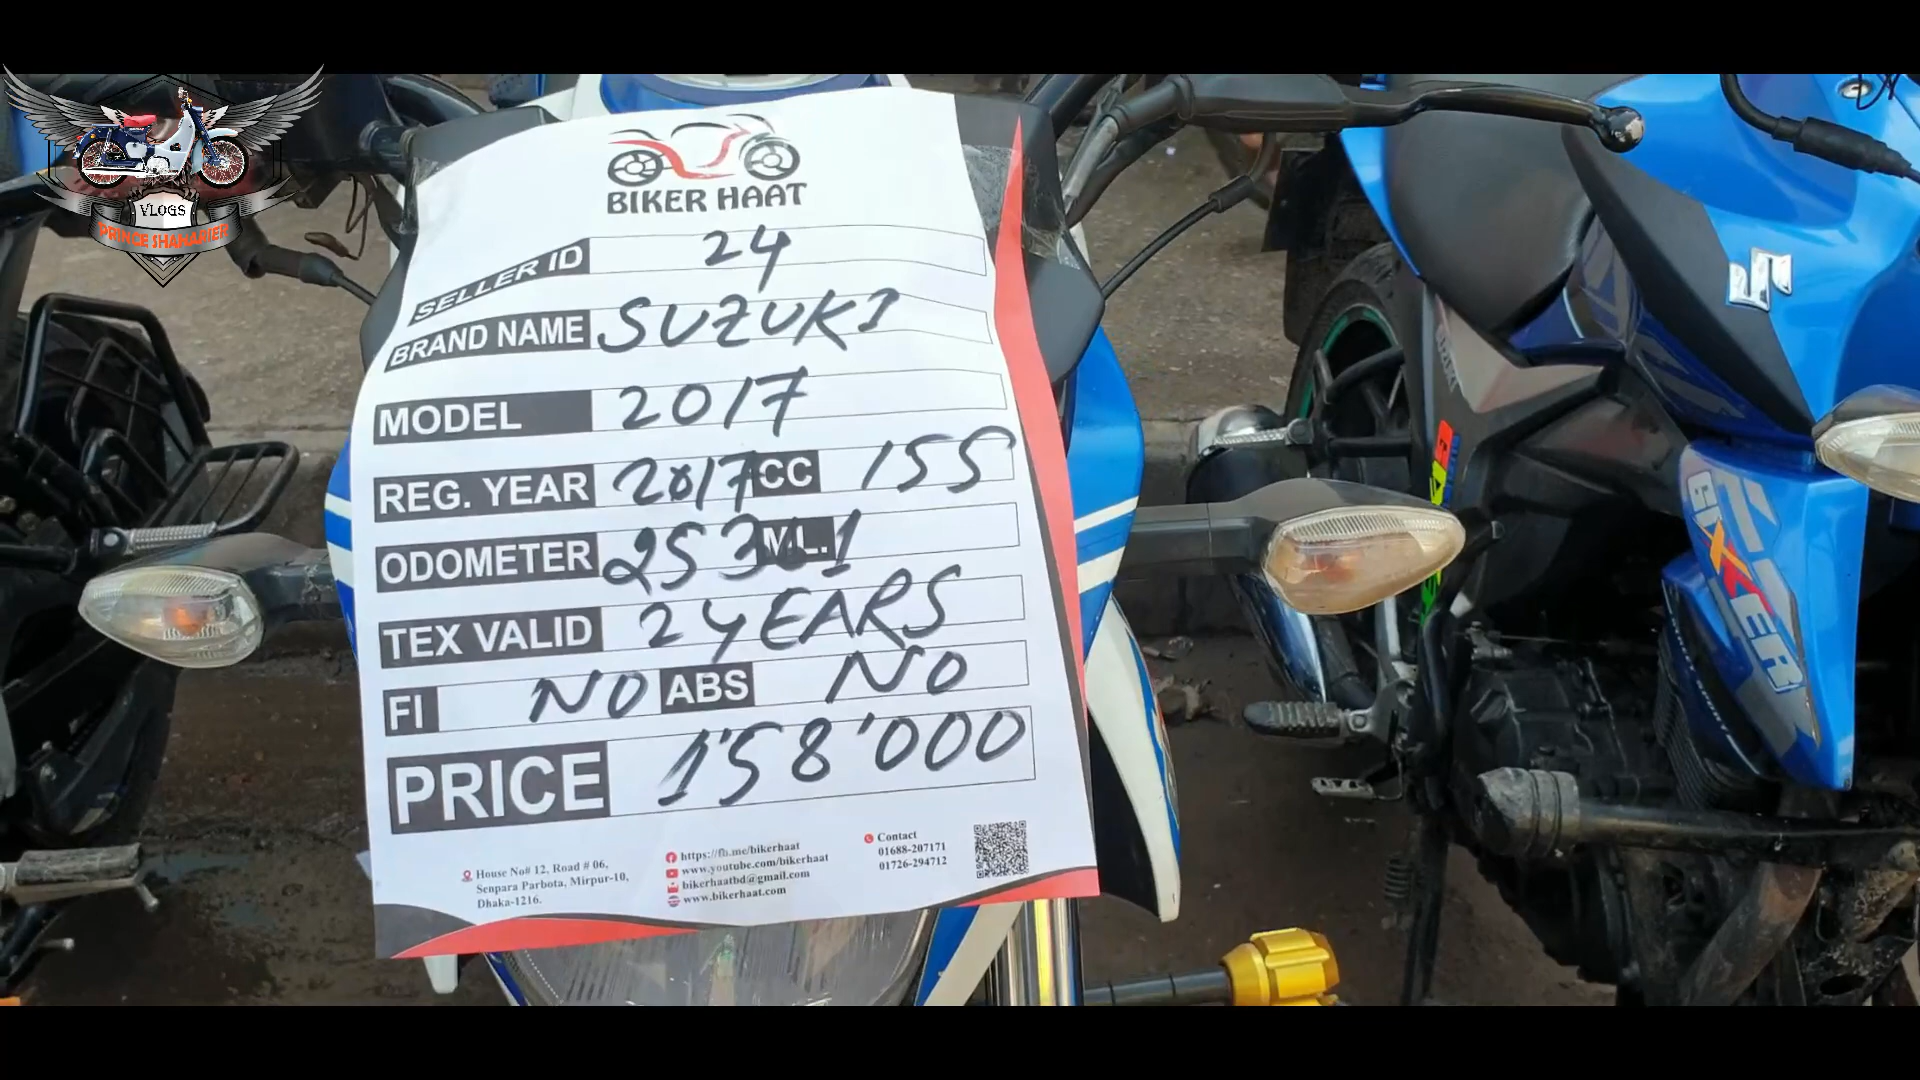 VLOGS
PRINCE SHAHARIER
BIKER HAAT
SELLER ID 24
BRAND NAME SUZUKI
MODEL 2017
REG. YEAR 2017 CC 155
ODOMETER 25361 ML.
TEX VALID 2 YEARS
FI NO ABS NO
PRICE 1'58'000
House No# 12, Road # 06,
Senpara Parbota, Mirpur-10,
Dhaka-1216.
https://fb.me/bikerhaat
www.youtube.com/bikerhaat
bikerhaatbd@gmail.com
www.bikerhaat.com
Contact
01688-207171
01726-294712
GIXXER
SUZUKI